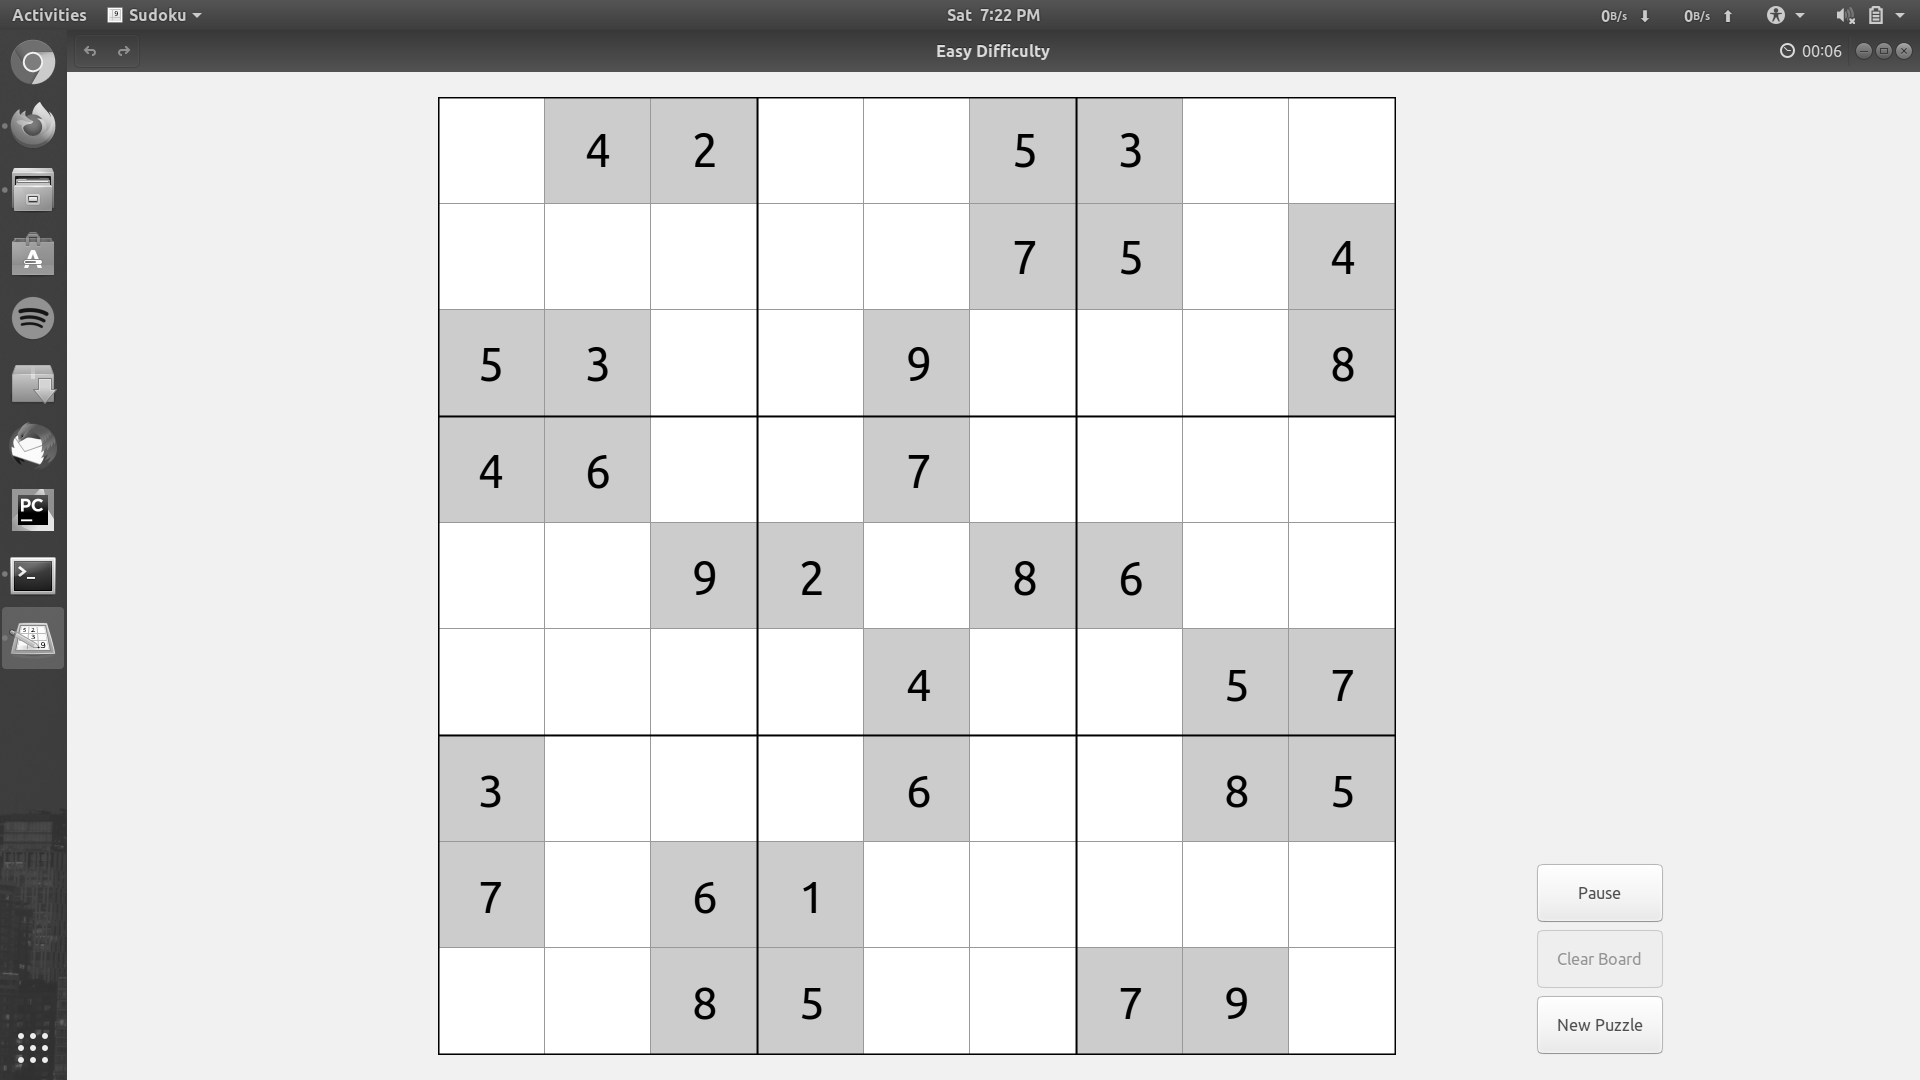 Activities Sudoku Sat 7:22 PM 0B/s 0B/s
Easy Difficulty 00:06
4 2 5 3
7 5 4
5 3 9 8
4 6 7
9 2 8 6
4 5 7
3 6 8 5
7 6 1
8 5 7 9
PC
Pause
Clear Board
New Puzzle